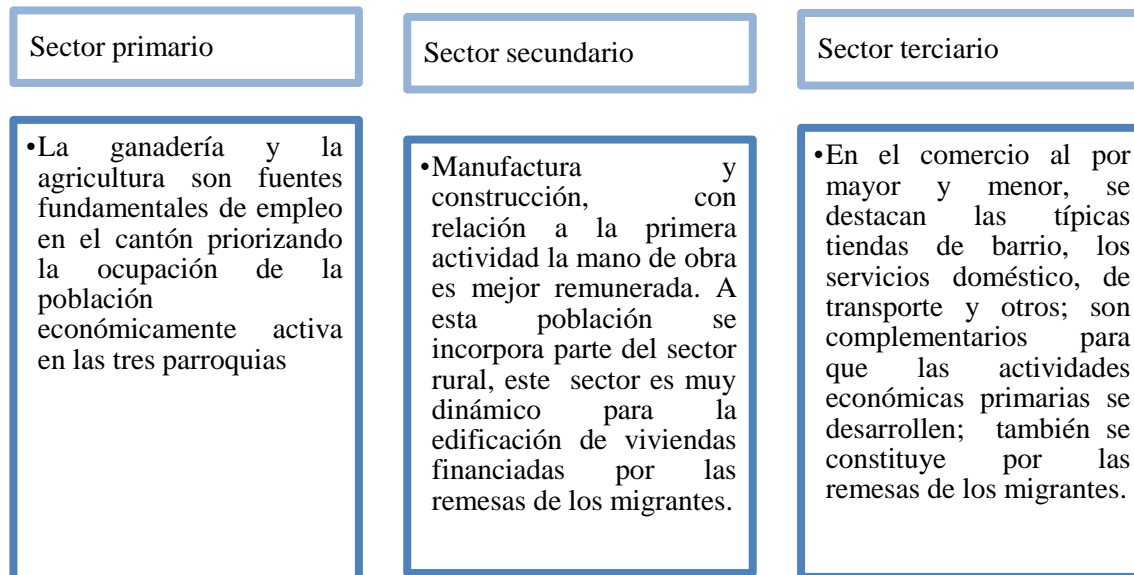 Sector primario
•La ganadería y la
agricultura son fuentes
fundamentales de empleo
en el cantón priorizando
la ocupación de la
población
económicamente activa
en las tres parroquias
Sector secundario
•Manufactura y
construcción, con
relación a la primera
actividad la mano de obra
es mejor remunerada. A
esta población se
incorpora parte del sector
rural, este sector es muy
dinámico para la
edificación de viviendas
financiadas por las
remesas de los migrantes.
Sector terciario
•En el comercio al por
mayor y menor, se
destacan las típicas
tiendas de barrio, los
servicios doméstico, de
transporte y otros; son
complementarios para
que las actividades
económicas primarias se
desarrollen; también se
constituye por las
remesas de los migrantes.